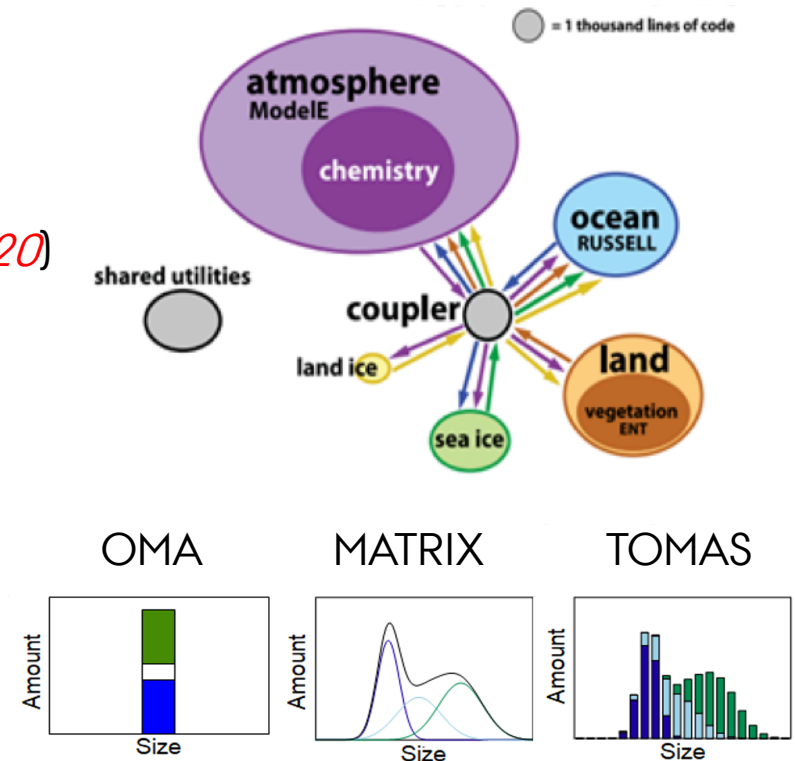 = 1 thousand lines of code
atmosphere
ModelE
chemistry
ocean
RUSSELL
20)
shared utilities
coupler
land ice
land
vegetation
ENT
sea ice
OMA
MATRIX
TOMAS
Amount
Size
Amount
Size
Amount
Size